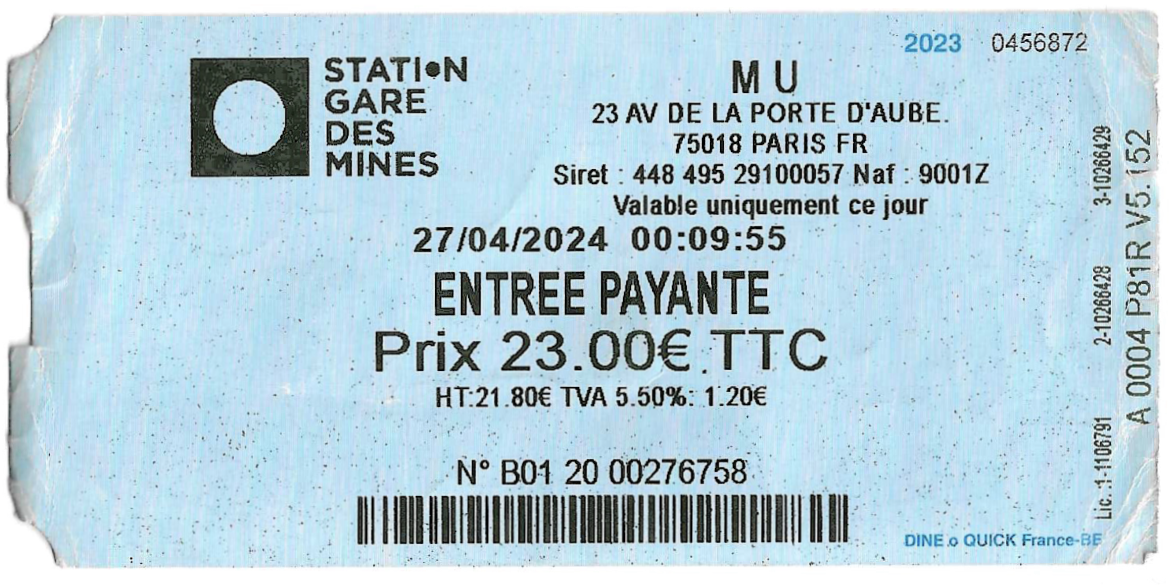 2023 0456872
STATION
GARE
DES
MINES
M U
23 AV DE LA PORTE D'AUBE.
75018 PARIS FR
Siret : 448 495 29100057 Naf : 9001Z
Valable uniquement ce jour
27/04/2024 00:09:55
ENTREE PAYANTE
Prix 23.00€ TTC
HT:21.80€ TVA 5.50%: 1.20€
N° B01 20 00276758
DINE o QUICK France-BE
Lic.:1-1106791 2-10266428 3-10266429
A 0004 P81R V5.152